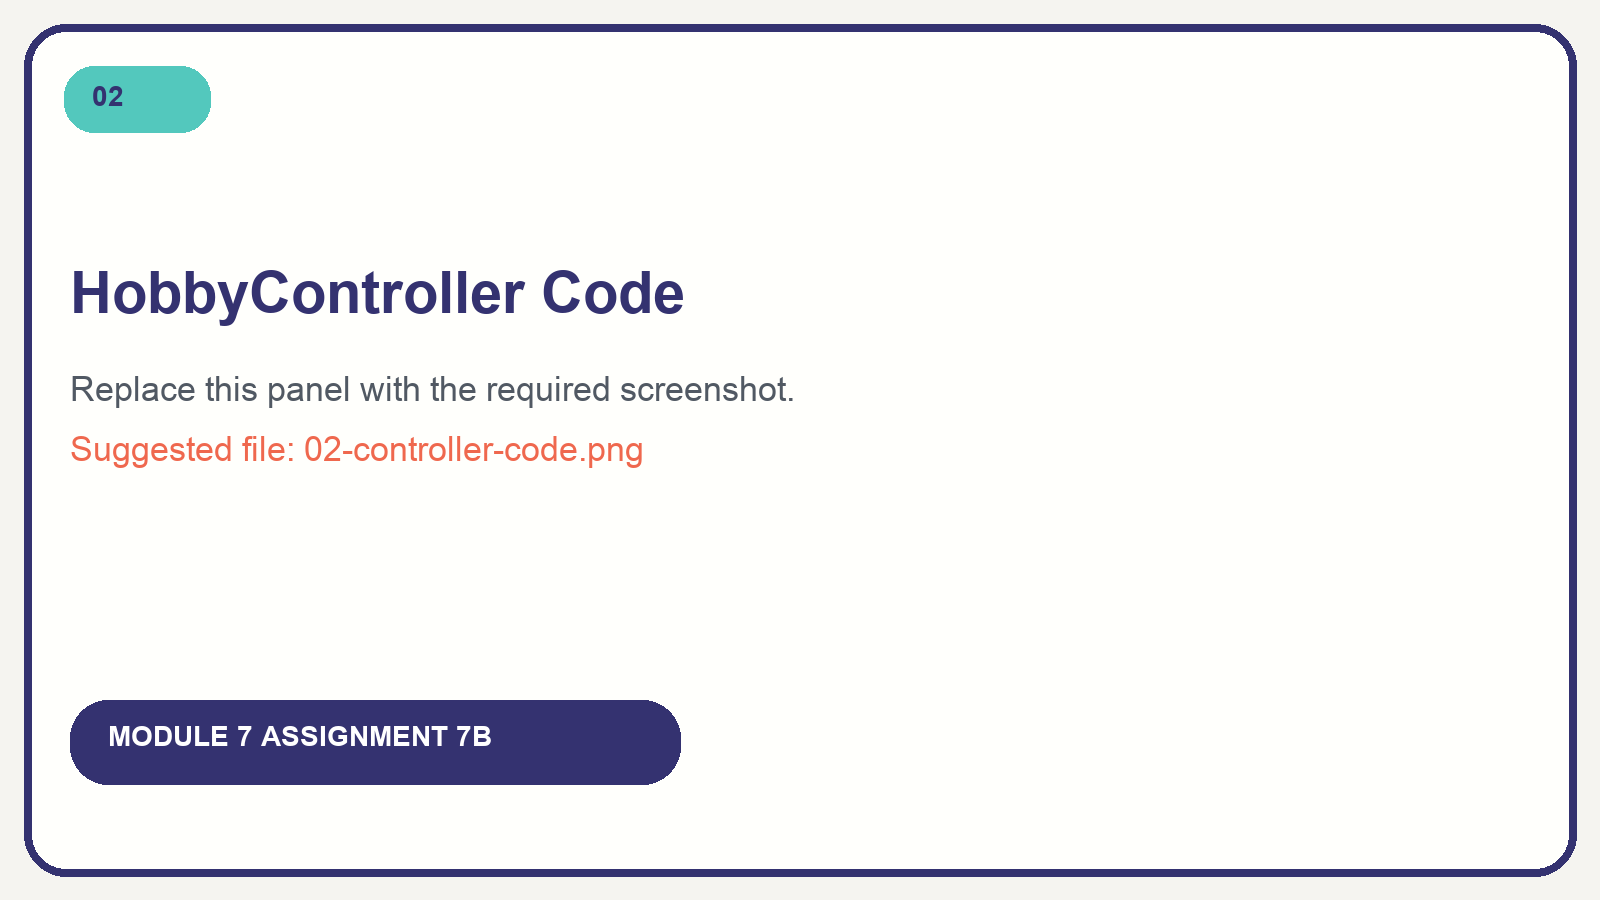 02
HobbyController Code
Replace this panel with the required screenshot.
Suggested file: 02-controller-code.png
MODULE 7 ASSIGNMENT 7B